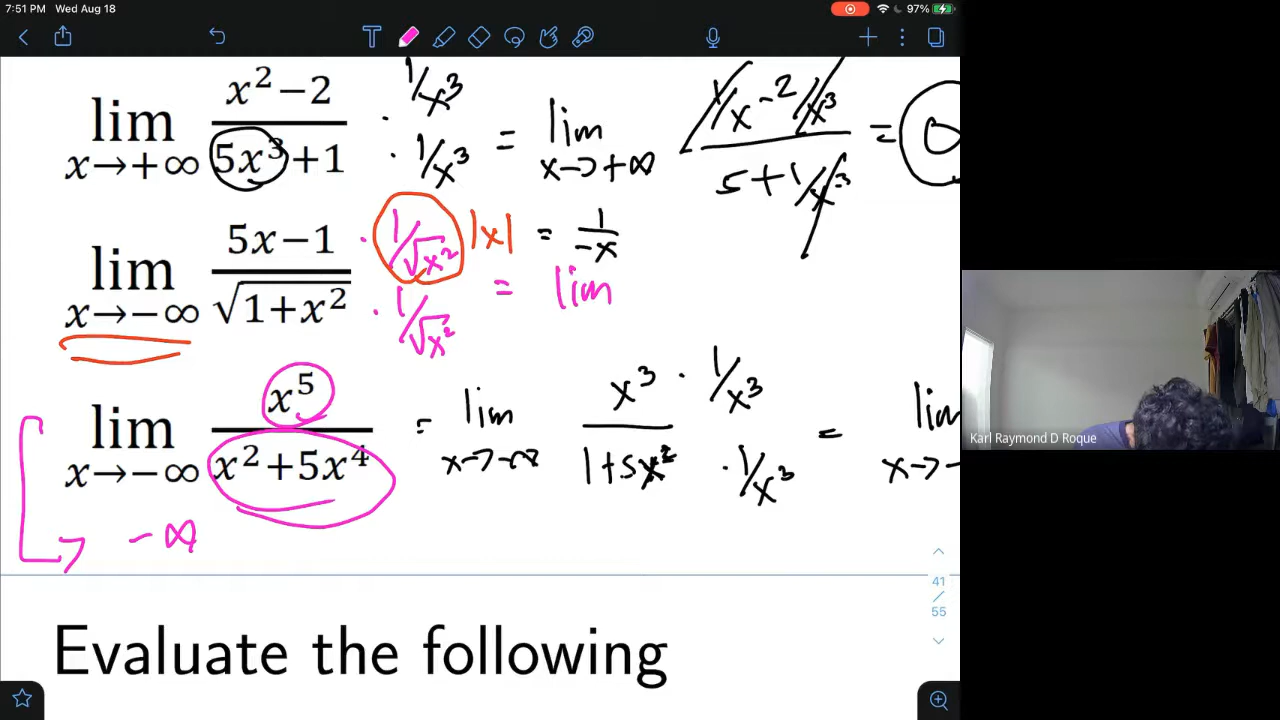 7:51 PM Wed Aug 18
97%
T
lim x→+∞ (x² − 2)/(5x³ + 1) · 1/x³ · 1/x³ = lim x→+∞ (1/x − 2/x³)/(5 + 1/x³) = 0
lim x→−∞ (5x − 1)/√(1 + x²) · 1/√x² · 1/√x² |x| = 1/−x
= lim
lim x→−∞ x⁵/(x² + 5x⁴) = lim x→−∞ x³/(1 + 5x²) · 1/x³ · 1/x³ = lim x→−
−∞
41
/
55
Evaluate the following
Karl Raymond D Roque